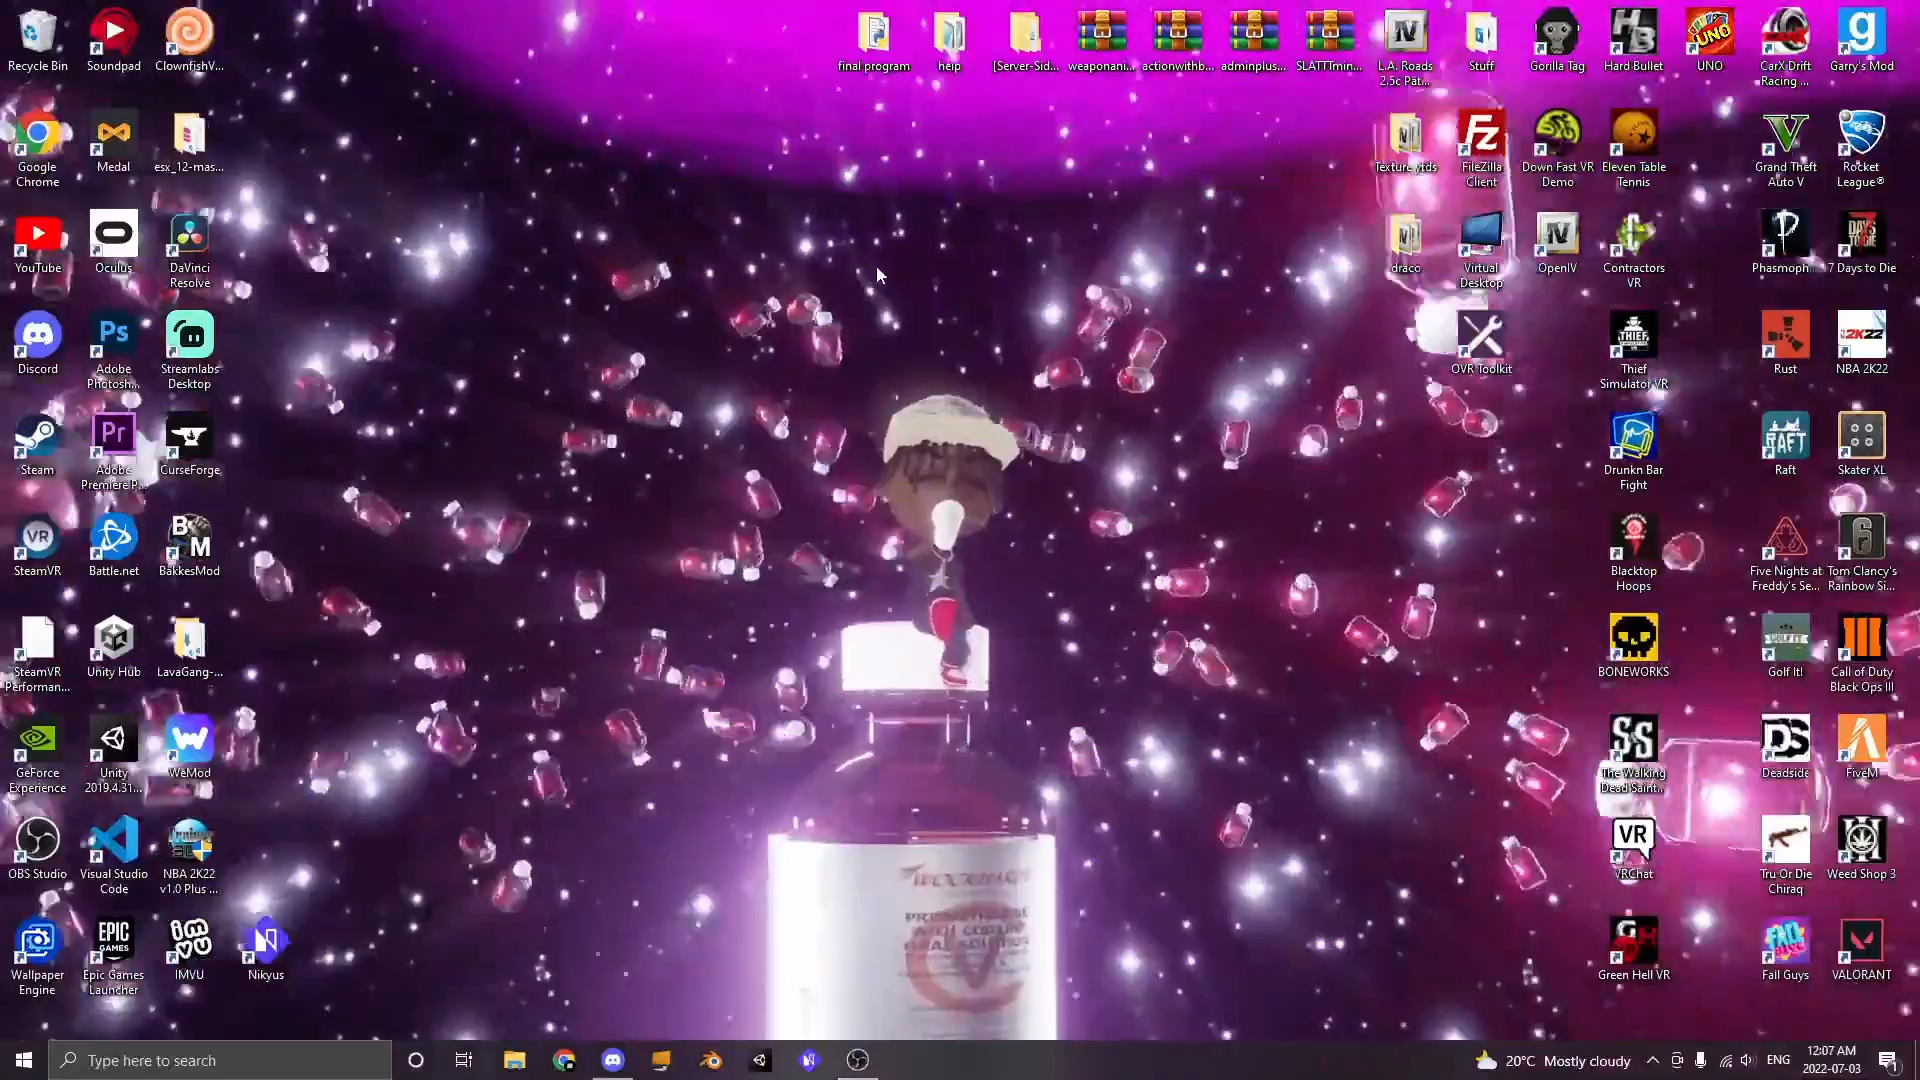 Recycle Bin
Soundpad
ClownfishV...
final program
help
[Server-Sid...
weaponani...
actionwithb...
adminplus...
SLATTTmin...
L.A. Roads
2.5c Pat...
Stuff
Gorilla Tag
Hard Bullet
UNO
CarX Drift
Racing ...
Garry's Mod
Google
Chrome
Medal
esx_12-mas...
Texture ytds
FileZilla
Client
Down Fast VR
Demo
Eleven Table
Tennis
Grand Theft
Auto V
Rocket
League®
YouTube
Oculus
DaVinci
Resolve
draco
Virtual
Desktop
OpenIV
Contractors
VR
7 Days to Die
Discord
Adobe
Photosh...
Streamlabs
Desktop
OVR Toolkit
Thief
Simulator VR
Rust
NBA 2K22
Steam
Adobe
Premiere P...
CurseForge
Drunkn Bar
Fight
Raft
Skater XL
SteamVR
Battle.net
BakkesMod
Blacktop
Hoops
Five Nights at
Freddy's Se...
Tom Clancy's
Rainbow Si...
SteamVR
Performan...
Unity Hub
LavaGang-...
BONEWORKS
Golf It!
Call of Duty
Black Ops III
GeForce
Experience
Unity
2019.4.31...
WeMod
The Walking
Dead Saint...
Deadside
FiveM
OBS Studio
Visual Studio
Code
NBA 2K22
v1.0 Plus ...
VRChat
Tru Or Die
Chiraq
Weed Shop 3
Wallpaper
Engine
Epic Games
Launcher
IMVU
Nikyus
Green Hell VR
Fall Guys
VALORANT
Type here to search
20°C Mostly cloudy
ENG
12:07 AM
2022-07-03